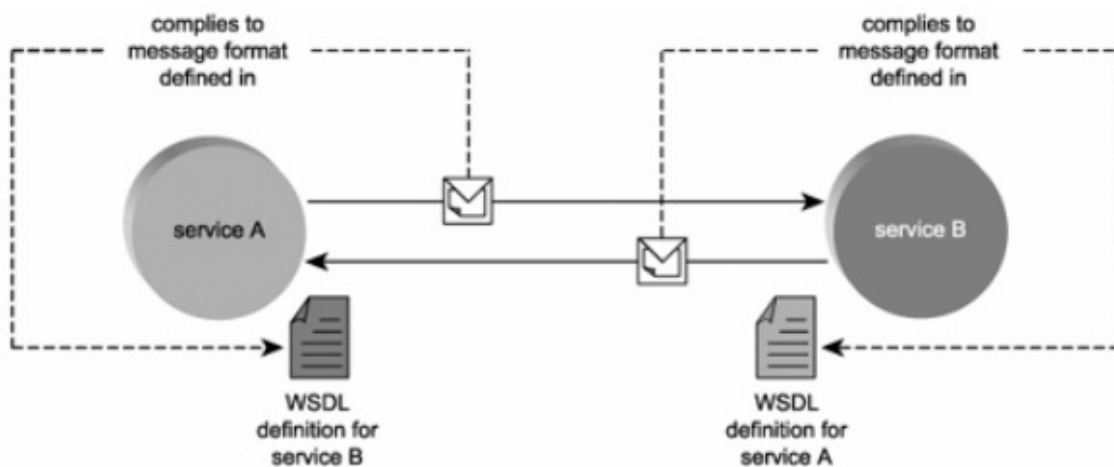 complies to
message format
defined in
complies to
message format
defined in
service A
service B
WSDL
definition for
service B
WSDL
definition for
service A